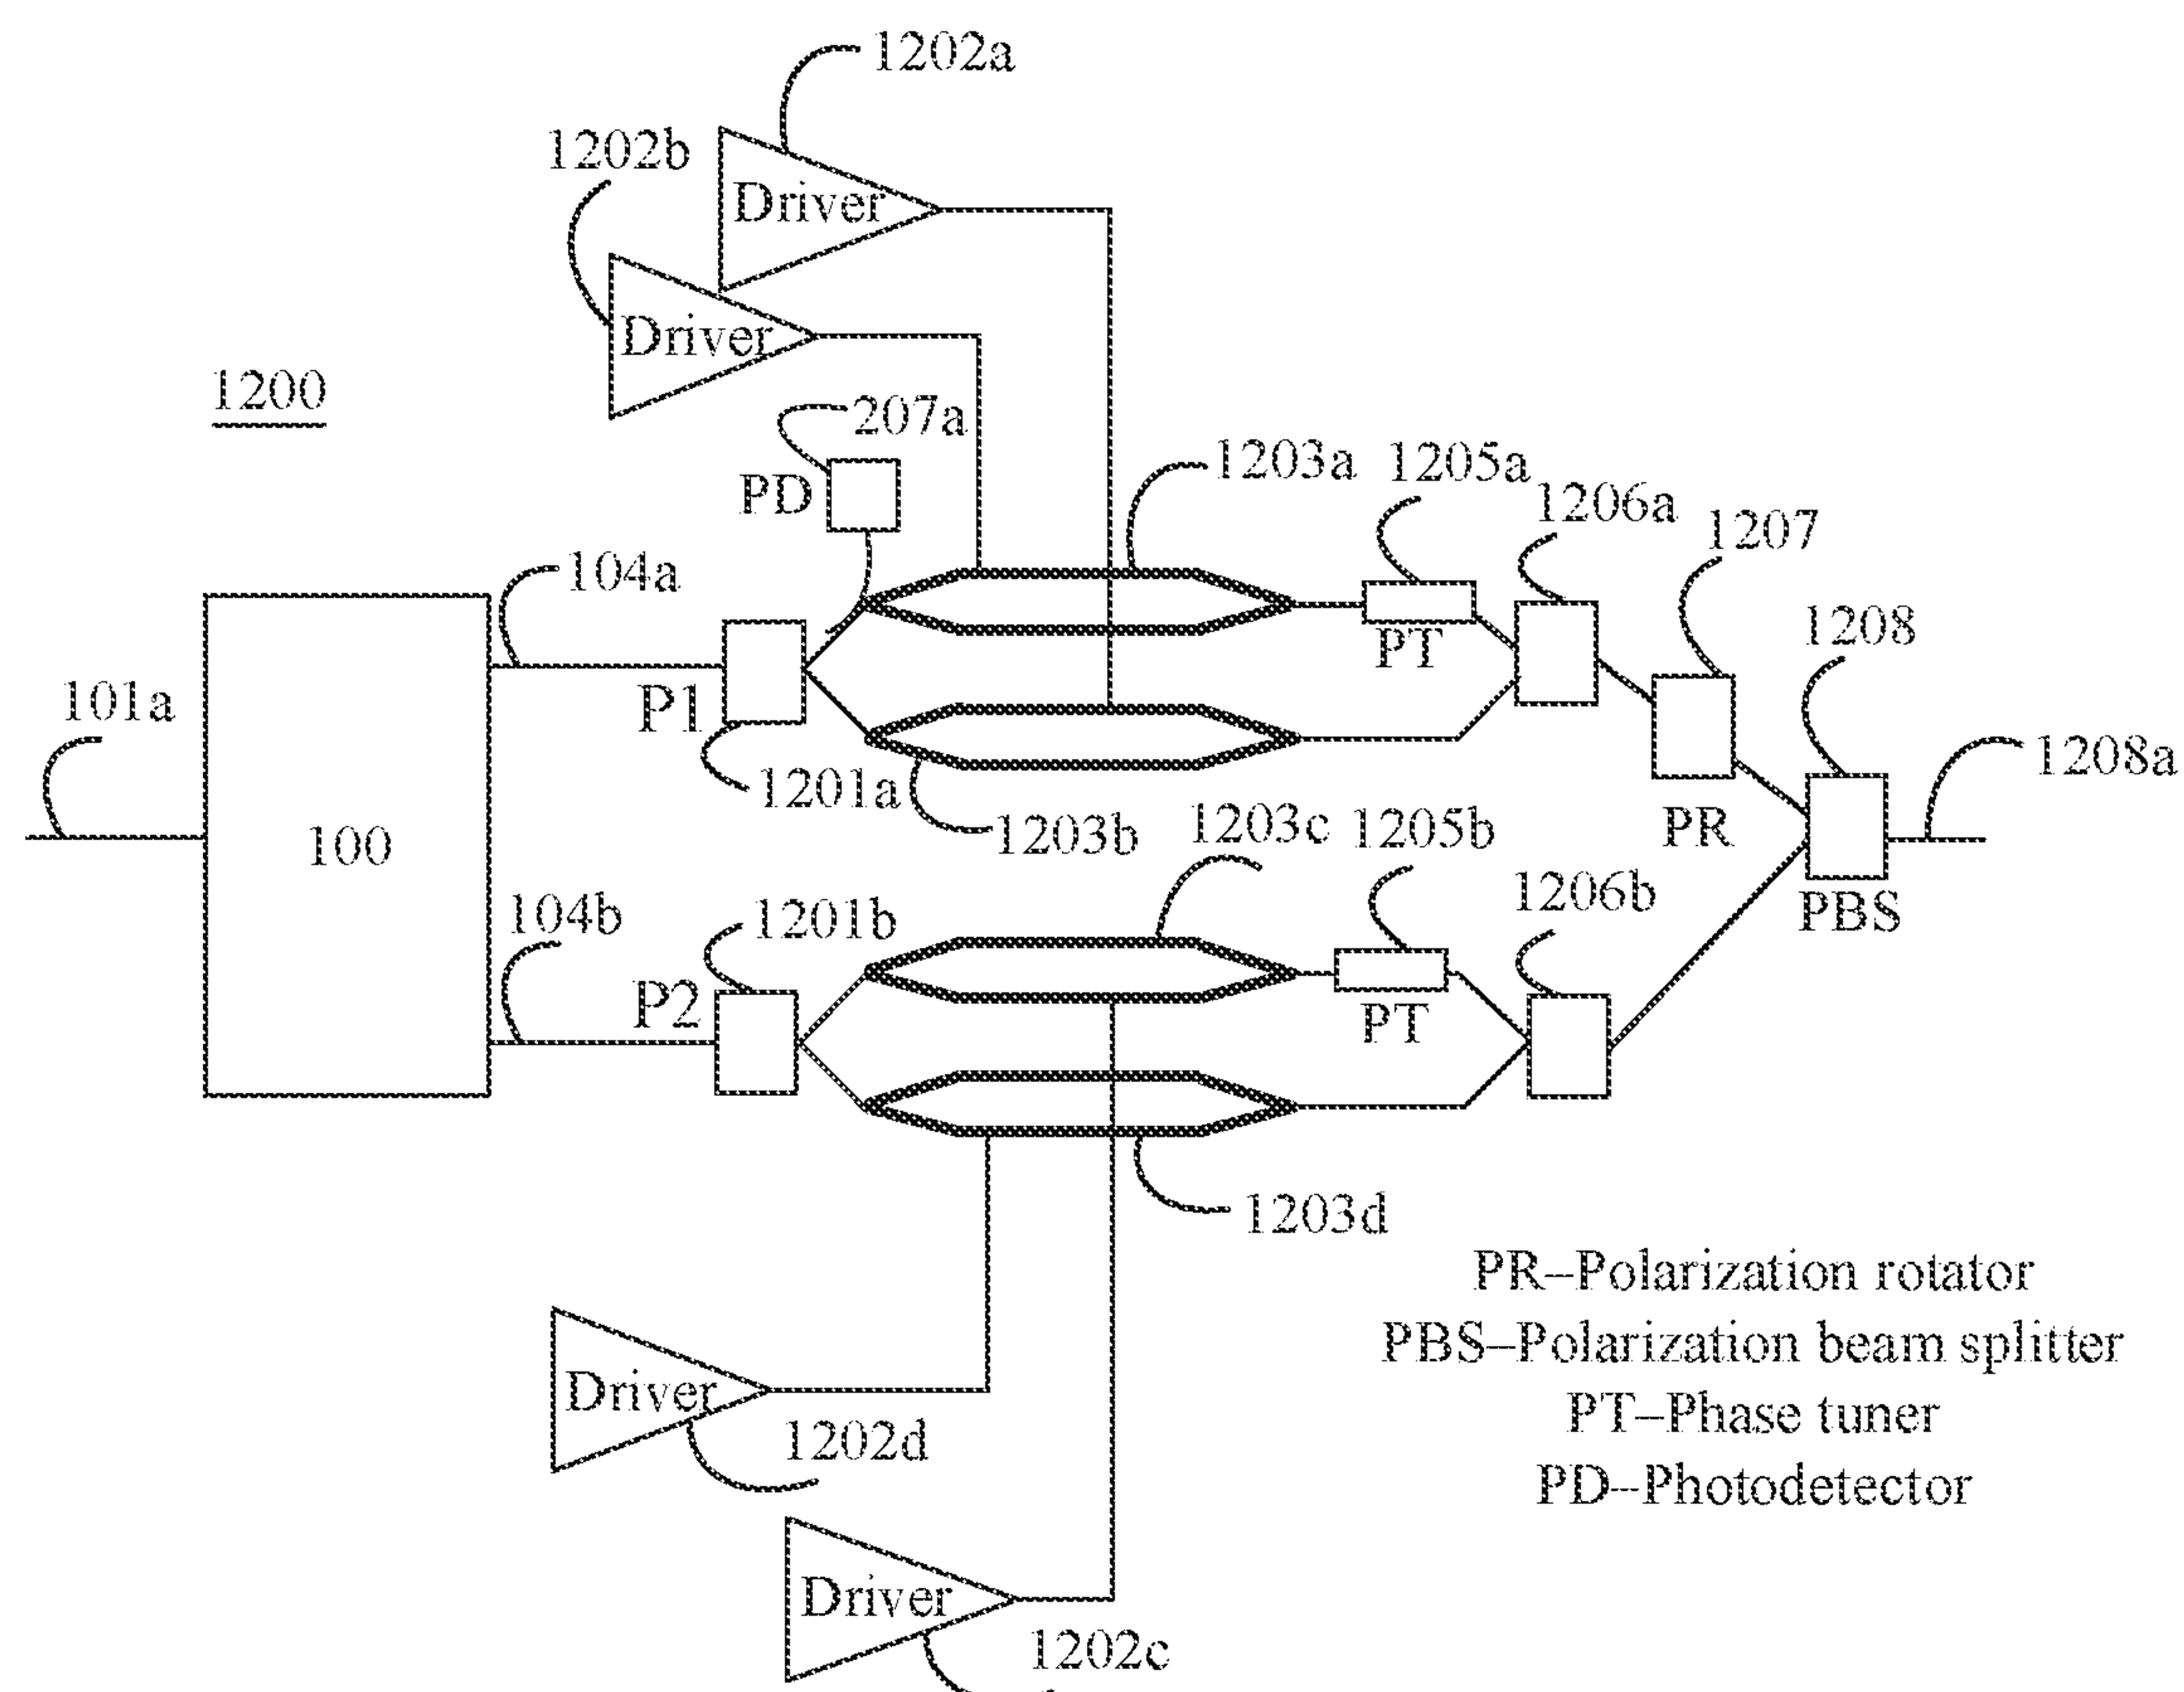 1202a
1202b
Driver
Driver
1200
207a
PD
1203a
1205a
1206a
1207
104a
PT
1208
101a
P1
1201a
1208a
1203b
1203c
1205b
PR
100
104b
1201b
1206b
PBS
P2
PT
1203d
PR–Polarization rotator
PBS–Polarization beam splitter
Driver
PT–Phase tuner
1202d
PD–Photodetector
Driver
1202c